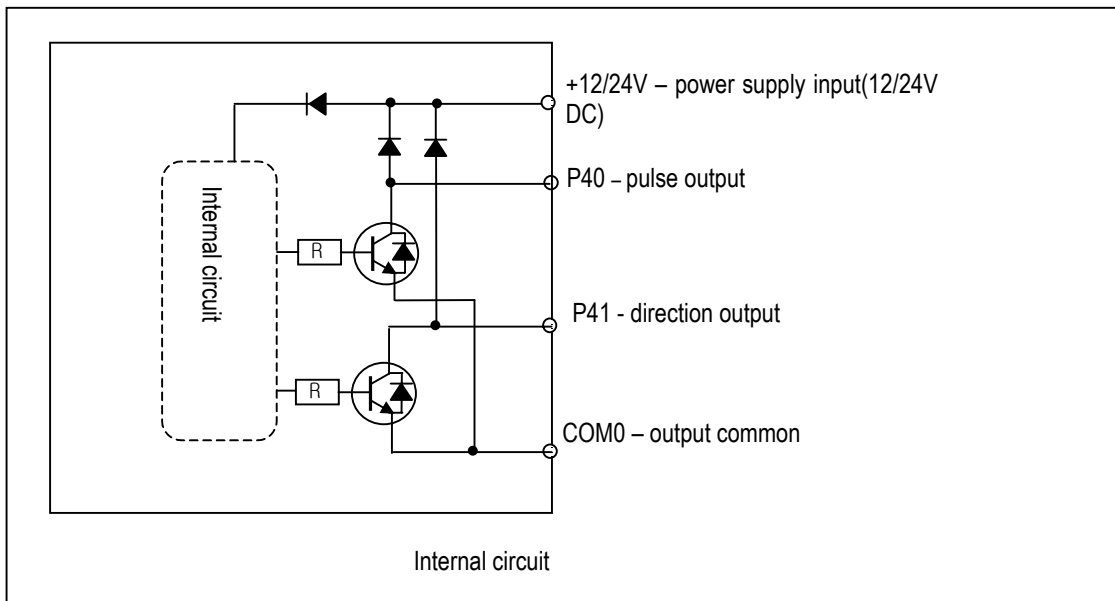 +12/24V – power supply input(12/24V
DC)
P40 – pulse output
Internal circuit
R
P41 - direction output
R
COM0 – output common
Internal circuit